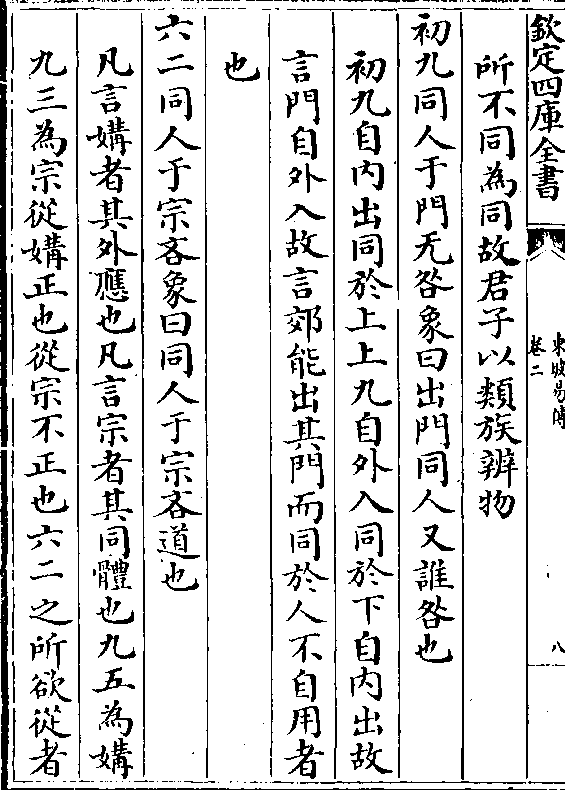 欽定四庫全書
東坡易傳
卷二
八
所不同為同故君子以類族辨物
初九同人于門无咎象曰出門同人又誰咎也
初九自内出同於上上九自外入同於下自内出故
言門自外入故言郊能出其門而同於人不自用者
也
六二同人于宗吝象曰同人于宗吝道也
凡言媾者其外應也凡言宗者其同體也九五為媾
九三為宗從媾正也從宗不正也六二之所欲從者